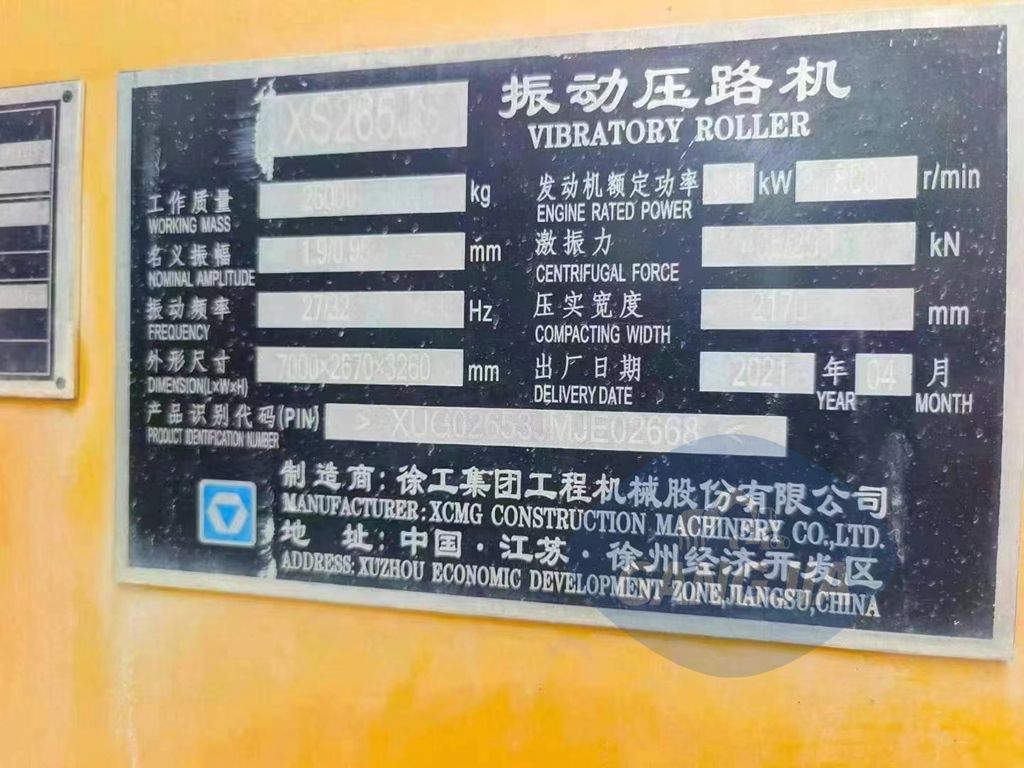 XS265J
振动压路机
VIBRATORY ROLLER
工作质量 kg
WORKING MASS
发动机额定功率 kW r/min
ENGINE RATED POWER
名义振幅 mm
NOMINAL AMPLITUDE
激振力 kN
CENTRIFUGAL FORCE
振动频率 27/32 Hz
FREQUENCY
压实宽度 2170 mm
COMPACTING WIDTH
外形尺寸 7000×2670×3260 mm
DIMENSION(L×W×H)
出厂日期 2021 年 04 月
DELIVERY DATE YEAR MONTH
产品识别代码(PIN) > XUG02653JMJE02668 <
PRODUCT IDENTIFICATION NUMBER
制造商:徐工集团工程机械股份有限公司
MANUFACTURER: XCMG CONSTRUCTION MACHINERY CO.,LTD.
地 址:中国·江苏·徐州经济开发区
ADDRESS: XUZHOU ECONOMIC DEVELOPMENT ZONE,JIANGSU,CHINA